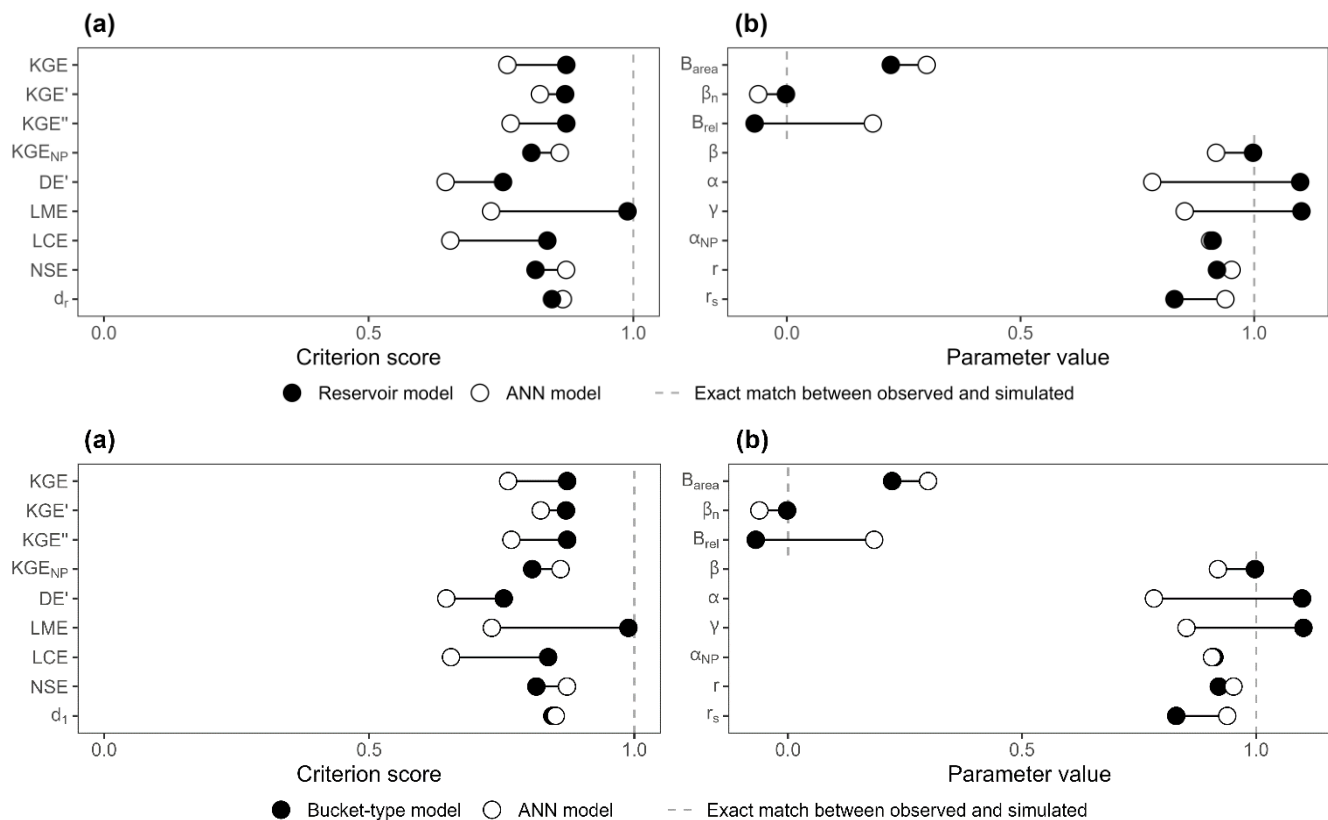 (a)
KGE
KGE'
KGE"
KGE_NP
DE'
LME
LCE
NSE
d_r
0.0 0.5 1.0
Criterion score
(b)
B_area
β_n
B_rel
β
α
γ
α_NP
r
r_s
0.0 0.5 1.0
Parameter value
Reservoir model ANN model Exact match between observed and simulated
(a)
KGE
KGE'
KGE"
KGE_NP
DE'
LME
LCE
NSE
d_1
0.0 0.5 1.0
Criterion score
(b)
B_area
β_n
B_rel
β
α
γ
α_NP
r
r_s
0.0 0.5 1.0
Parameter value
Bucket-type model ANN model Exact match between observed and simulated